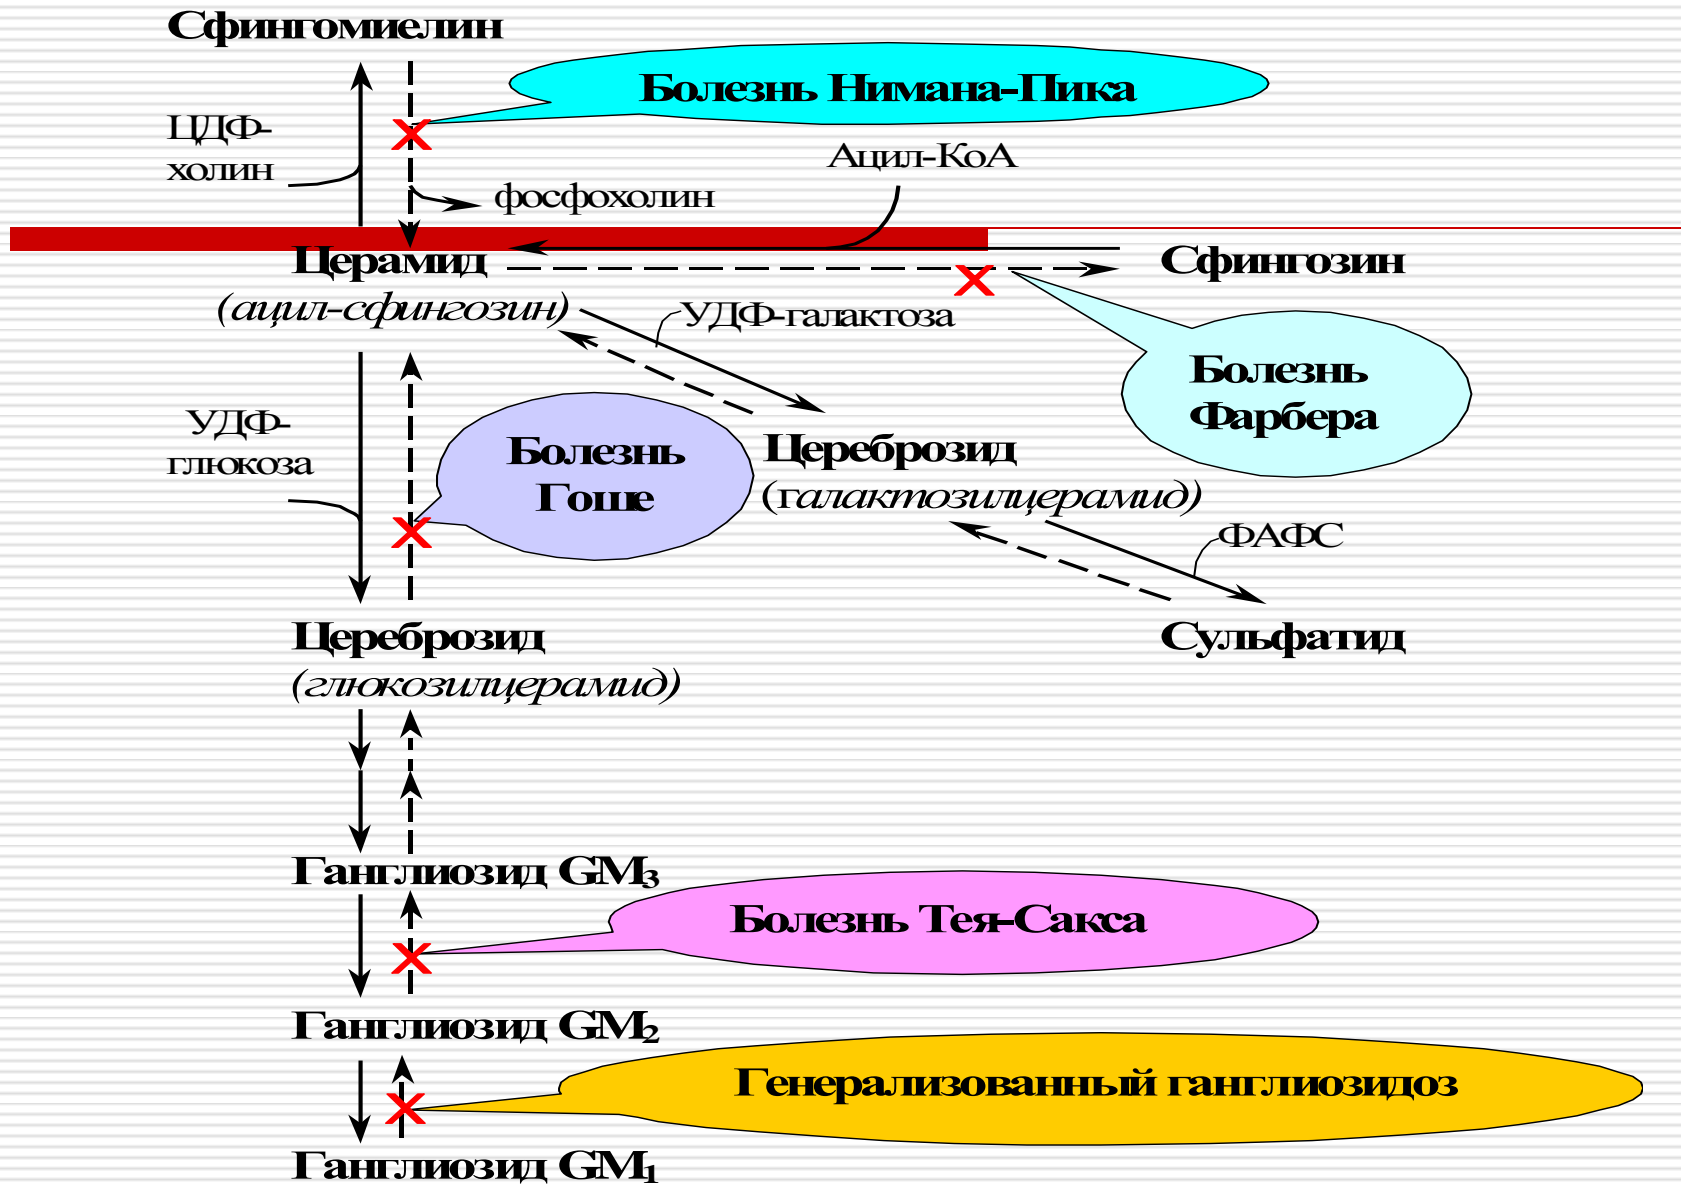 Сфингомиелин
Болезнь Нимана-Пика
ЦДФ-
холин
Ацил-КоА
фосфохолин
Церамид
Сфингозин
(ацил-сфингозин)
УДФ-галактоза
Болезнь
Фарбера
УДФ-
глюкоза
Болезнь
Гоше
Цереброзид
(галактозилцерамид)
ФАФС
Цереброзид
Сульфатид
(глюкозилцерамид)
Ганглиозид GM3
Болезнь Тея-Сакса
Ганглиозид GM2
Генерализованный ганглиозидоз
Ганглиозид GM1